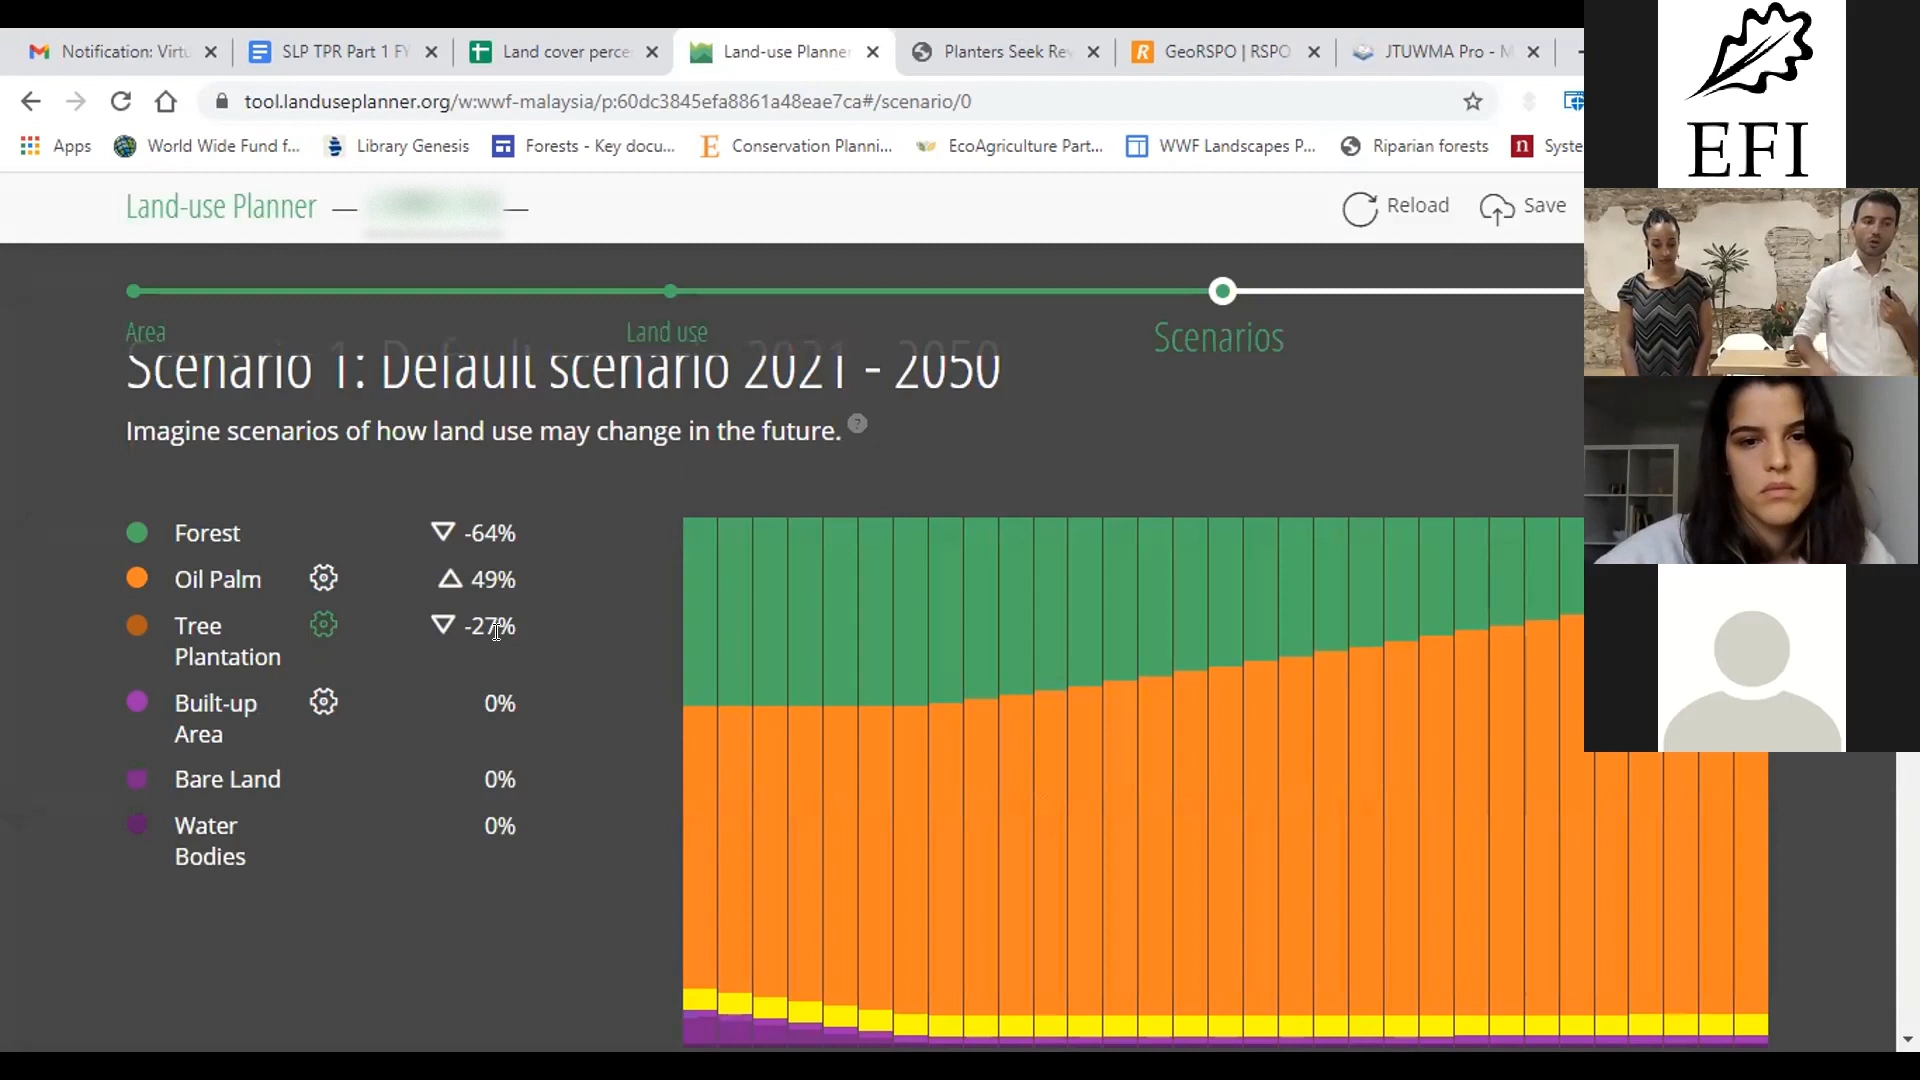 Notification: Virtu
SLP TPR Part 1 FY
Land cover perce
Land-use Planner
Planters Seek Rev
GeoRSPO | RSPO
JTUWMA Pro - M
tool.landuseplanner.org/w:wwf-malaysia/p:60dc3845efa8861a48eae7ca#/scenario/0
Apps
World Wide Fund f...
Library Genesis
Forests - Key docu...
Conservation Planni...
EcoAgriculture Part...
WWF Landscapes P...
Riparian forests
Syste
EFI
Land-use Planner — —
Reload
Save
Area
Land use
Scenarios
Scenario 1: Default scenario 2021 - 2050
Imagine scenarios of how land use may change in the future. ?
Forest -64%
Oil Palm 49%
Tree
Plantation
-27%
Built-up
Area
0%
Bare Land 0%
Water
Bodies
0%